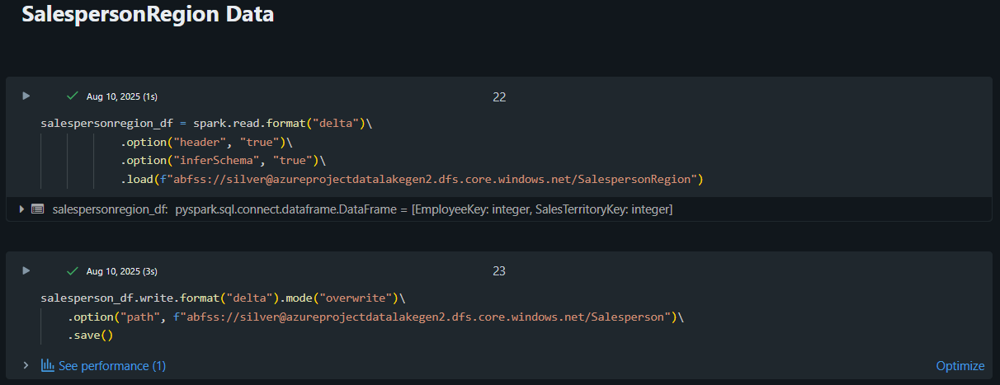 SalespersonRegion Data
Aug 10, 2025 (1s)
22
salespersonregion_df = spark.read.format("delta")\
.option("header", "true")\
.option("inferSchema", "true")\
.load(f"abfss://silver@azureprojectdatalakegen2.dfs.core.windows.net/SalespersonRegion")
salespersonregion_df: pyspark.sql.connect.dataframe.DataFrame = [EmployeeKey: integer, SalesTerritoryKey: integer]
Aug 10, 2025 (3s)
23
salesperson_df.write.format("delta").mode("overwrite")\
.option("path", f"abfss://silver@azureprojectdatalakegen2.dfs.core.windows.net/Salesperson")\
.save()
See performance (1)
Optimize